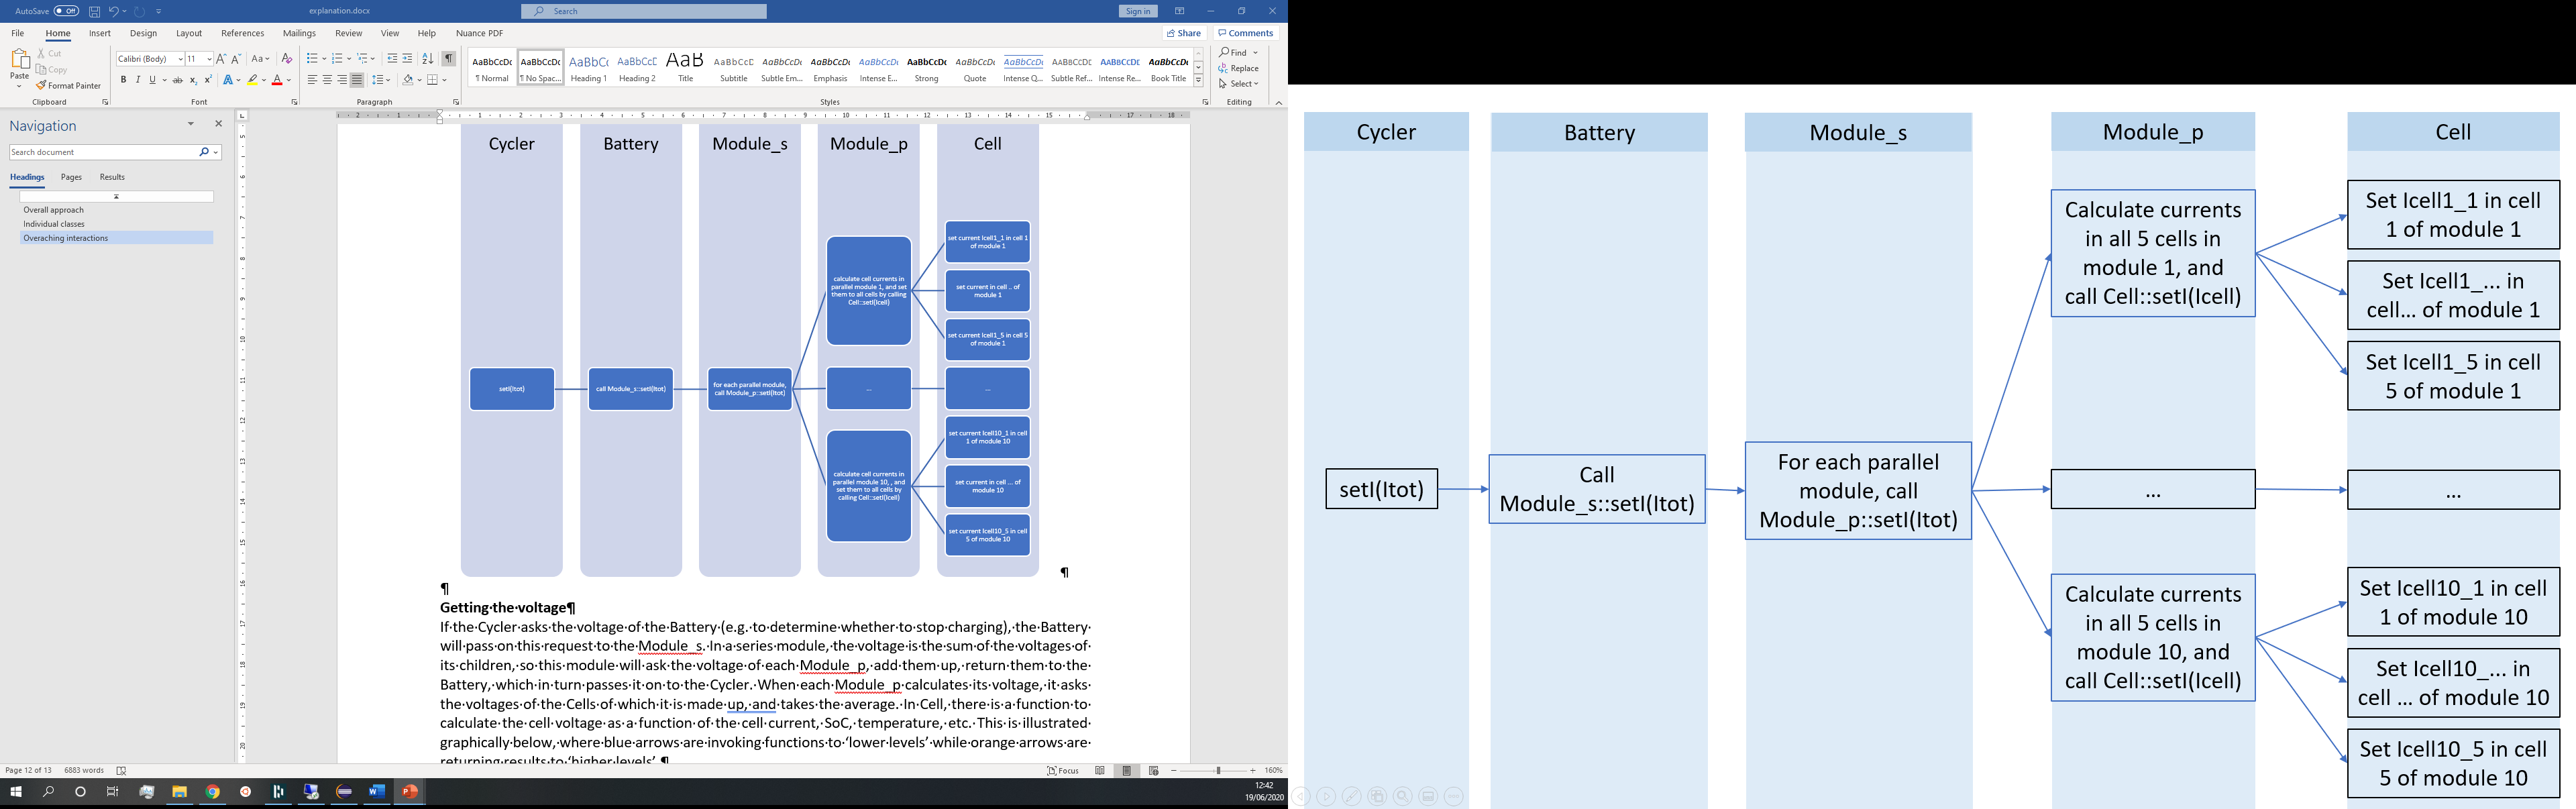 AutoSave Off
explanation.docx
Search
Sign in
File Home Insert Design Layout References Mailings Review View Help Nuance PDF
Share Comments
Paste
Cut
Copy
Format Painter
Clipboard
Calibri (Body) 11
Font
Paragraph
AaBbCcDc AaBbCcDc AaBbCc AaBbCcE AaB AaBbCcE AaBbCcDc AaBbCcDc AaBbCcDc AaBbCcDc AaBbCcDc AaBbCcDc AABBCCDE AABBCCDC AaBbCcDc
¶ Normal ¶ No Spac... Heading 1 Heading 2 Title Subtitle Subtle Em... Emphasis Intense E... Strong Quote Intense Q... Subtle Ref... Intense Re... Book Title
Styles
Find
Replace
Select
Editing
Navigation
Search document
Headings Pages Results
Overall approach
Individual classes
Overaching interactions
Cycler Battery Module_s Module_p Cell
setI(Itot)
call Module_s::setI(Itot)
for each parallel module,
call Module_p::setI(Itot)
calculate cell currents in
parallel module 1, and set
them to all cells by calling
Cell::setI(Icell)
...
calculate cell currents in
parallel module 10, , and
set them to all cells by
calling Cell::setI(Icell)
set current Icell1_1 in cell 1
of module 1
set current in cell .. of
module 1
set current Icell1_5 in cell 5
of module 1
...
set current Icell10_1 in cell
1 of module 10
set current in cell ... of
module 10
set current Icell10_5 in cell
5 of module 10
¶
¶
Getting·the·voltage¶
If·the·Cycler·asks·the·voltage·of·the·Battery·(e.g.·to·determine·whether·to·stop·charging),·the·Battery·
will·pass·on·this·request·to·the·Module_s.·In·a·series·module,·the·voltage·is·the·sum·of·the·voltages·of·
its·children,·so·this·module·will·ask·the·voltage·of·each·Module_p,·add·them·up,·return·them·to·the·
Battery,·which·in·turn·passes·it·on·to·the·Cycler.·When·each·Module_p·calculates·its·voltage,·it·asks·
the·voltages·of·the·Cells·of·which·it·is·made·up,·and·takes·the·average.·In·Cell,·there·is·a·function·to·
calculate·the·cell·voltage·as·a·function·of·the·cell·current,·SoC,·temperature,·etc.·This·is·illustrated·
graphically·below,·where·blue·arrows·are·invoking·functions·to·‘lower·levels’·while·orange·arrows·are·
returning·results·to·‘higher·levels’.¶
Page 12 of 13 6883 words
Focus
160%
12:42
19/06/2020
Cycler Battery Module_s Module_p Cell
setI(Itot)
Call
Module_s::setI(Itot)
For each parallel
module, call
Module_p::setI(Itot)
Calculate currents
in all 5 cells in
module 1, and
call Cell::setI(Icell)
...
Calculate currents
in all 5 cells in
module 10, and
call Cell::setI(Icell)
Set Icell1_1 in cell
1 of module 1
Set Icell1_... in
cell... of module 1
Set Icell1_5 in cell
5 of module 1
...
Set Icell10_1 in cell
1 of module 10
Set Icell10_... in
cell ... of module 10
Set Icell10_5 in cell
5 of module 10